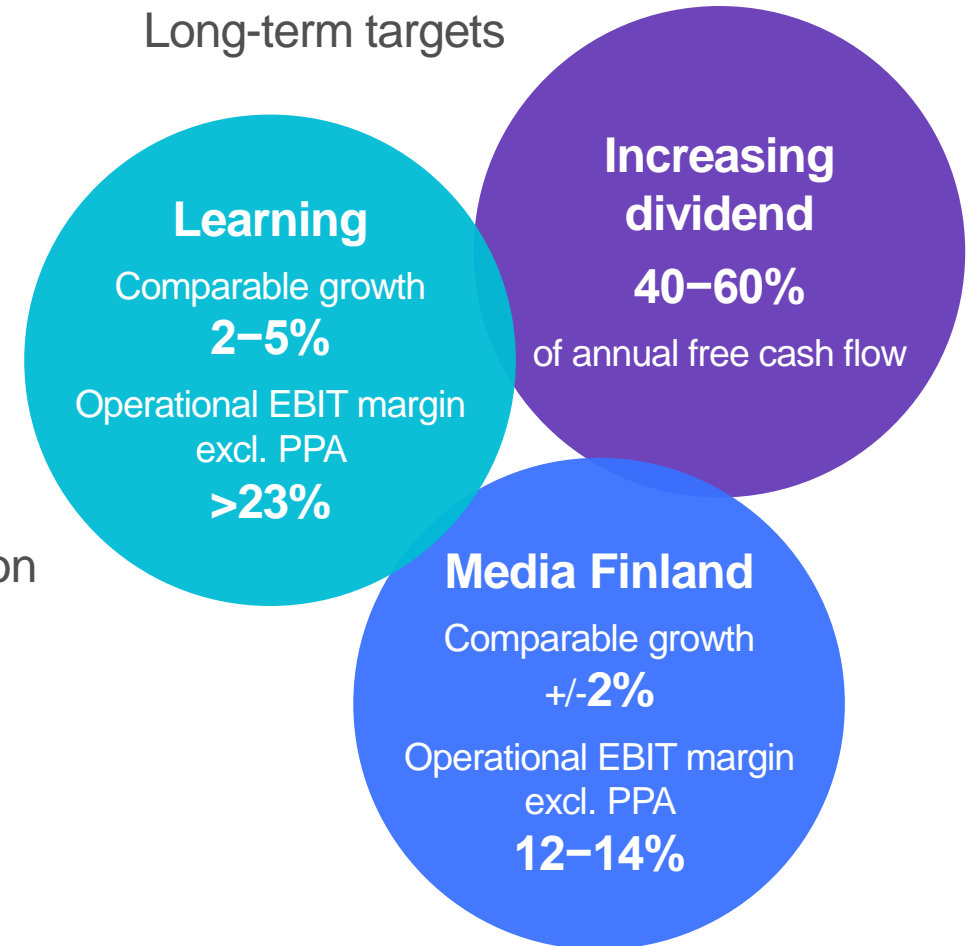 Long-term targets
Increasing
dividend
40–60%
of annual free cash flow
Learning
Comparable growth
2–5%
Operational EBIT margin
excl. PPA
>23%
Media Finland
Comparable growth
+/-2%
Operational EBIT margin
excl. PPA
12–14%